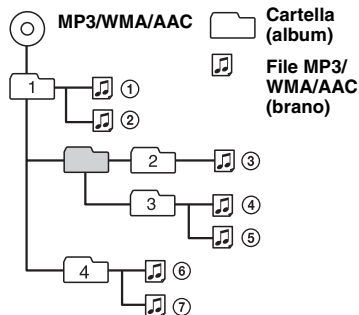 MP3/WMA/AAC
Cartella
(album)
File MP3/
WMA/AAC
(brano)
1
①
②
2
③
3
④
⑤
4
⑥
⑦